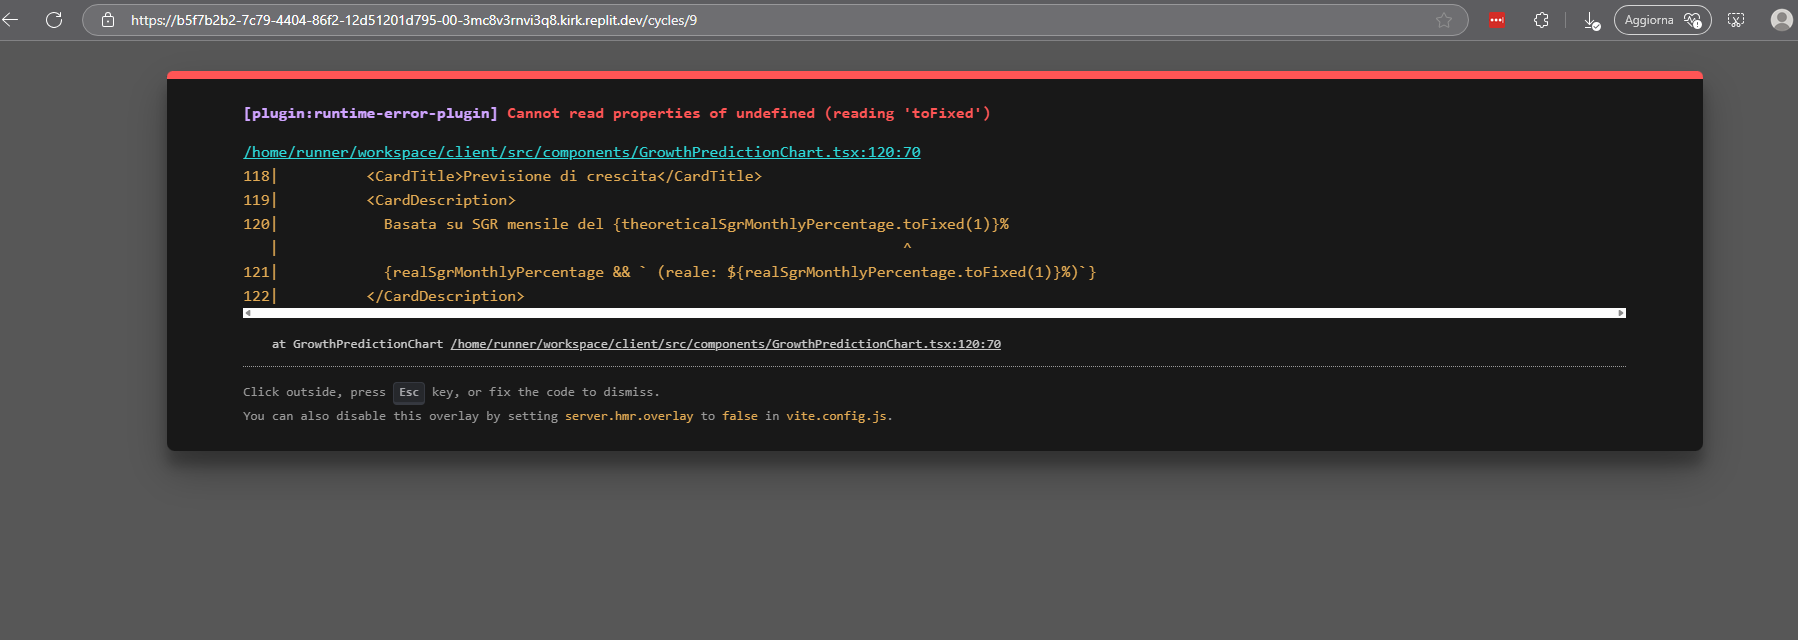 https://b5f7b2b2-7c79-4404-86f2-12d51201d795-00-3mc8v3rnvi3q8.kirk.replit.dev/cycles/9
Aggiorna
[plugin:runtime-error-plugin] Cannot read properties of undefined (reading 'toFixed')
/home/runner/workspace/client/src/components/GrowthPredictionChart.tsx:120:70
118|          <CardTitle>Previsione di crescita</CardTitle>
119|          <CardDescription>
120|            Basata su SGR mensile del {theoreticalSgrMonthlyPercentage.toFixed(1)}%
   |                                                                      ^
121|            {realSgrMonthlyPercentage && ` (reale: ${realSgrMonthlyPercentage.toFixed(1)}%)`}
122|          </CardDescription>
at GrowthPredictionChart /home/runner/workspace/client/src/components/GrowthPredictionChart.tsx:120:70
Click outside, press Esc key, or fix the code to dismiss.
You can also disable this overlay by setting server.hmr.overlay to false in vite.config.js.